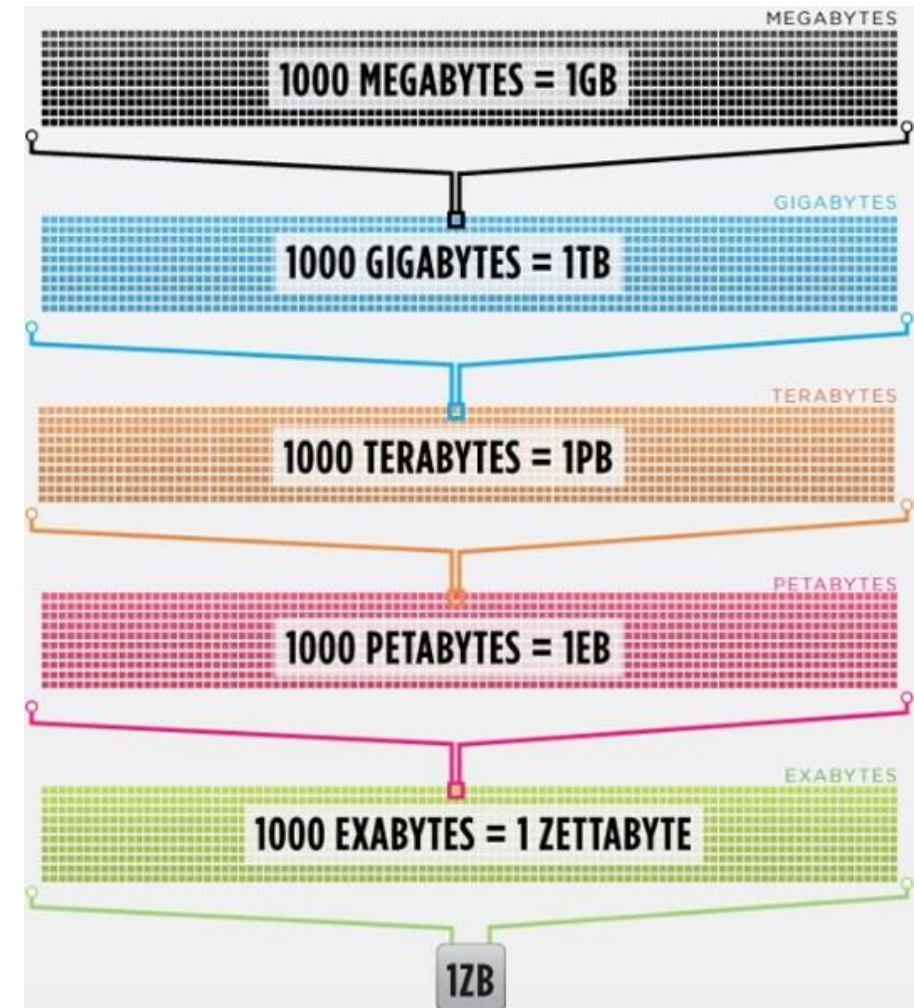 MEGABYTES
1000 MEGABYTES = 1GB
GIGABYTES
1000 GIGABYTES = 1TB
TERABYTES
1000 TERABYTES = 1PB
PETABYTES
1000 PETABYTES = 1EB
EXABYTES
1000 EXABYTES = 1 ZETTABYTE
1ZB